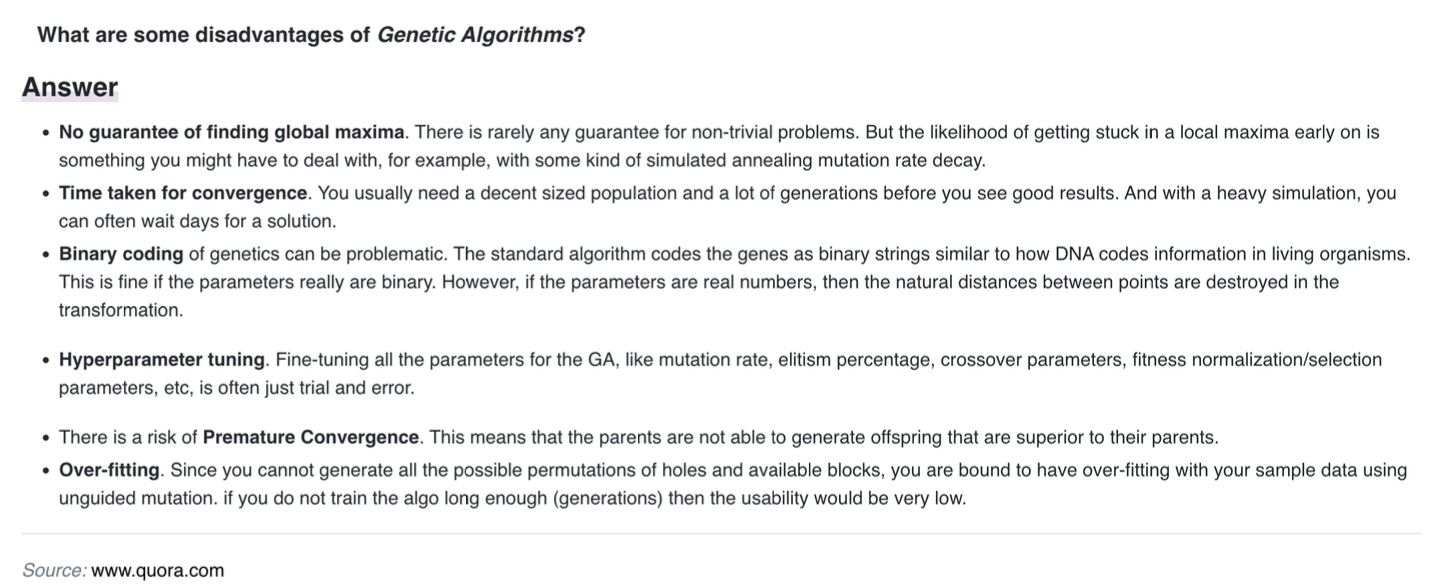 What are some disadvantages of Genetic Algorithms?
Answer
• No guarantee of finding global maxima. There is rarely any guarantee for non-trivial problems. But the likelihood of getting stuck in a local maxima early on is
something you might have to deal with, for example, with some kind of simulated annealing mutation rate decay.
• Time taken for convergence. You usually need a decent sized population and a lot of generations before you see good results. And with a heavy simulation, you
can often wait days for a solution.
• Binary coding of genetics can be problematic. The standard algorithm codes the genes as binary strings similar to how DNA codes information in living organisms.
This is fine if the parameters really are binary. However, if the parameters are real numbers, then the natural distances between points are destroyed in the
transformation.
• Hyperparameter tuning. Fine-tuning all the parameters for the GA, like mutation rate, elitism percentage, crossover parameters, fitness normalization/selection
parameters, etc, is often just trial and error.
• There is a risk of Premature Convergence. This means that the parents are not able to generate offspring that are superior to their parents.
• Over-fitting. Since you cannot generate all the possible permutations of holes and available blocks, you are bound to have over-fitting with your sample data using
unguided mutation. if you do not train the algo long enough (generations) then the usability would be very low.
Source: www.quora.com